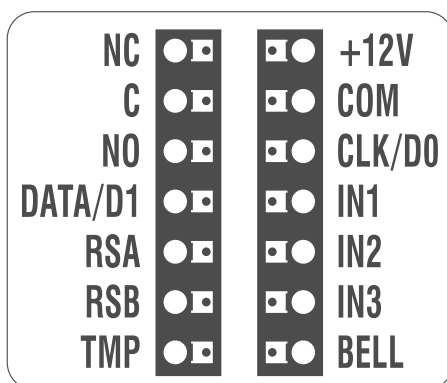 NC +12V
C COM
NO CLK/D0
DATA/D1 IN1
RSA IN2
RSB IN3
TMP BELL